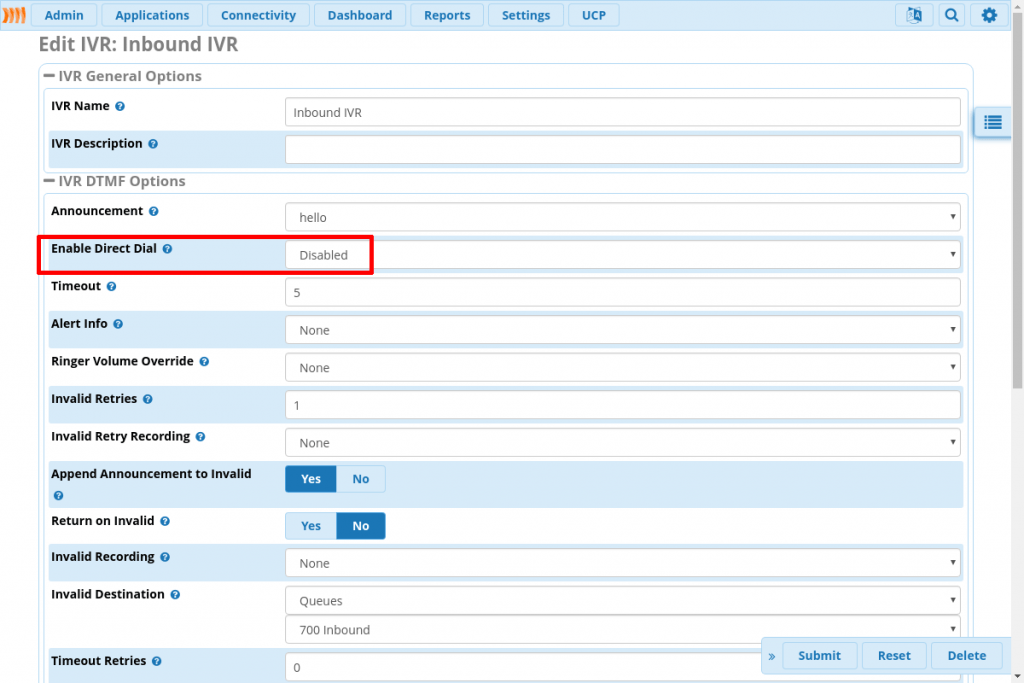 Admin Applications Connectivity Dashboard Reports Settings UCP
Edit IVR: Inbound IVR
IVR General Options
IVR Name Inbound IVR
IVR Description
IVR DTMF Options
Announcement hello
Enable Direct Dial Disabled
Timeout 5
Alert Info None
Ringer Volume Override None
Invalid Retries 1
Invalid Retry Recording None
Append Announcement to Invalid Yes No
Return on Invalid Yes No
Invalid Recording None
Invalid Destination Queues
700 Inbound
Timeout Retries 0
» Submit Reset Delete